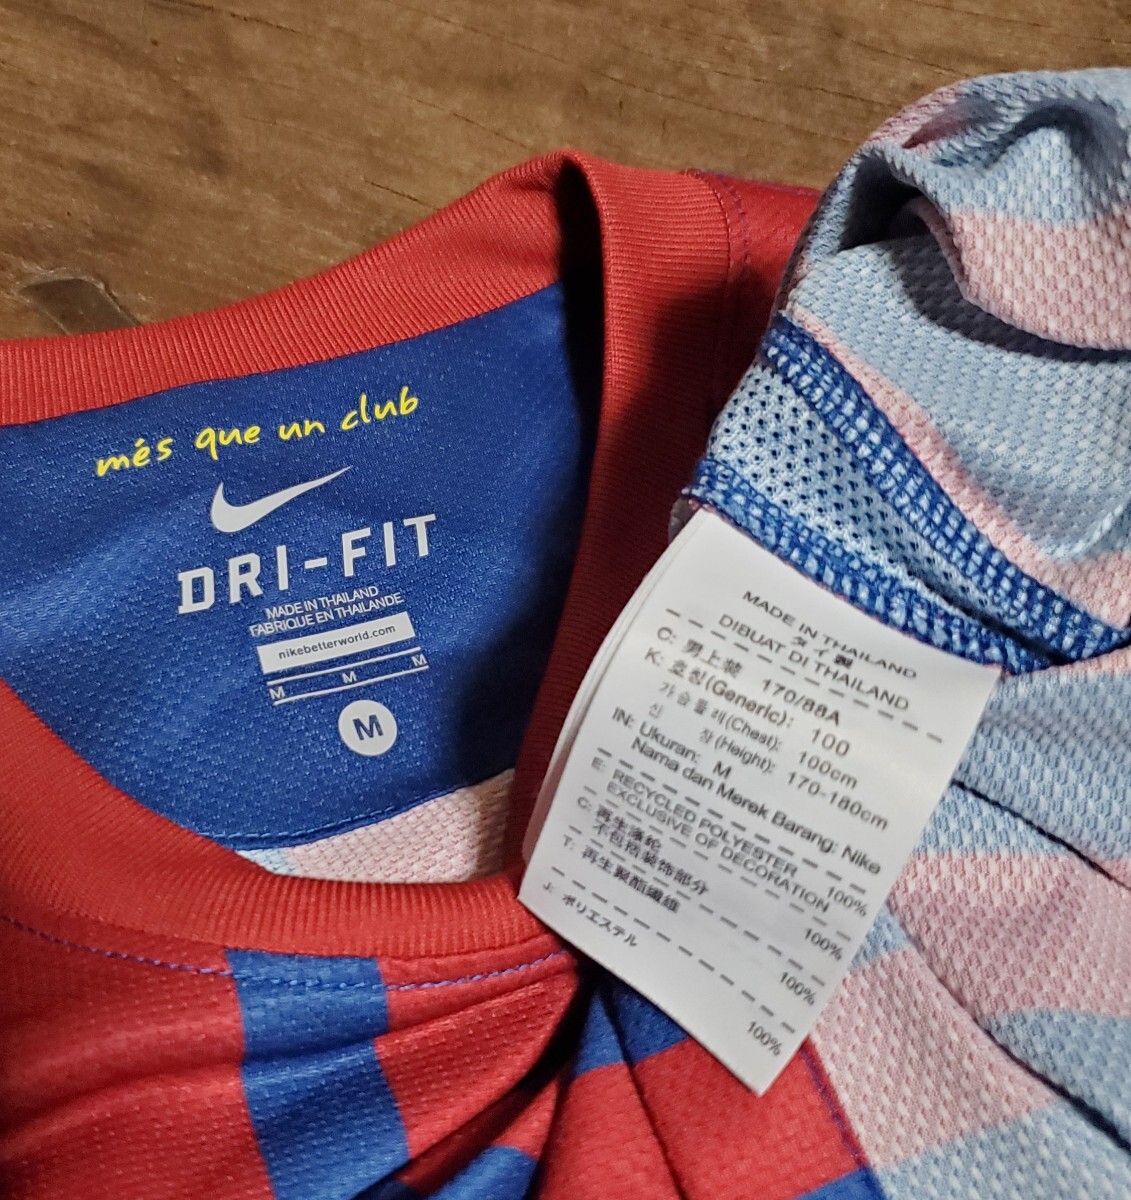 més que un club
DRI-FIT
MADE IN THAILAND
FABRIQUE EN THAILANDE
nikebetterworld.com
M M M
M
MADE IN THAILAND
タイ製
DIBUAT DI THAILAND
C: 男上装 170/88A
K: 호칭(Generic): 100
가슴둘레(Chest): 100cm
신 장(Height): 170-180cm
IN: Ukuran: M
Nama dan Merek Barang: Nike
E: RECYCLED POLYESTER 100%
EXCLUSIVE OF DECORATION
C: 再生涤纶 100%
不包括装饰部分
T: 再生聚酯纖維 100%
J: ポリエステル 100%